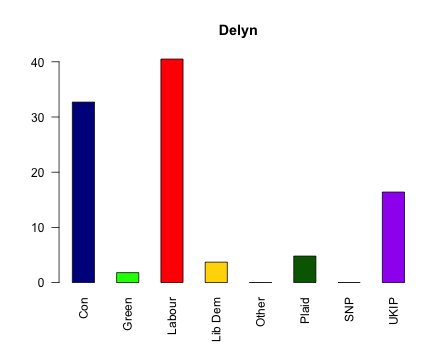 Delyn
40
30
20
10
0
Con
Green
Labour
Lib Dem
Other
Plaid
SNP
UKIP